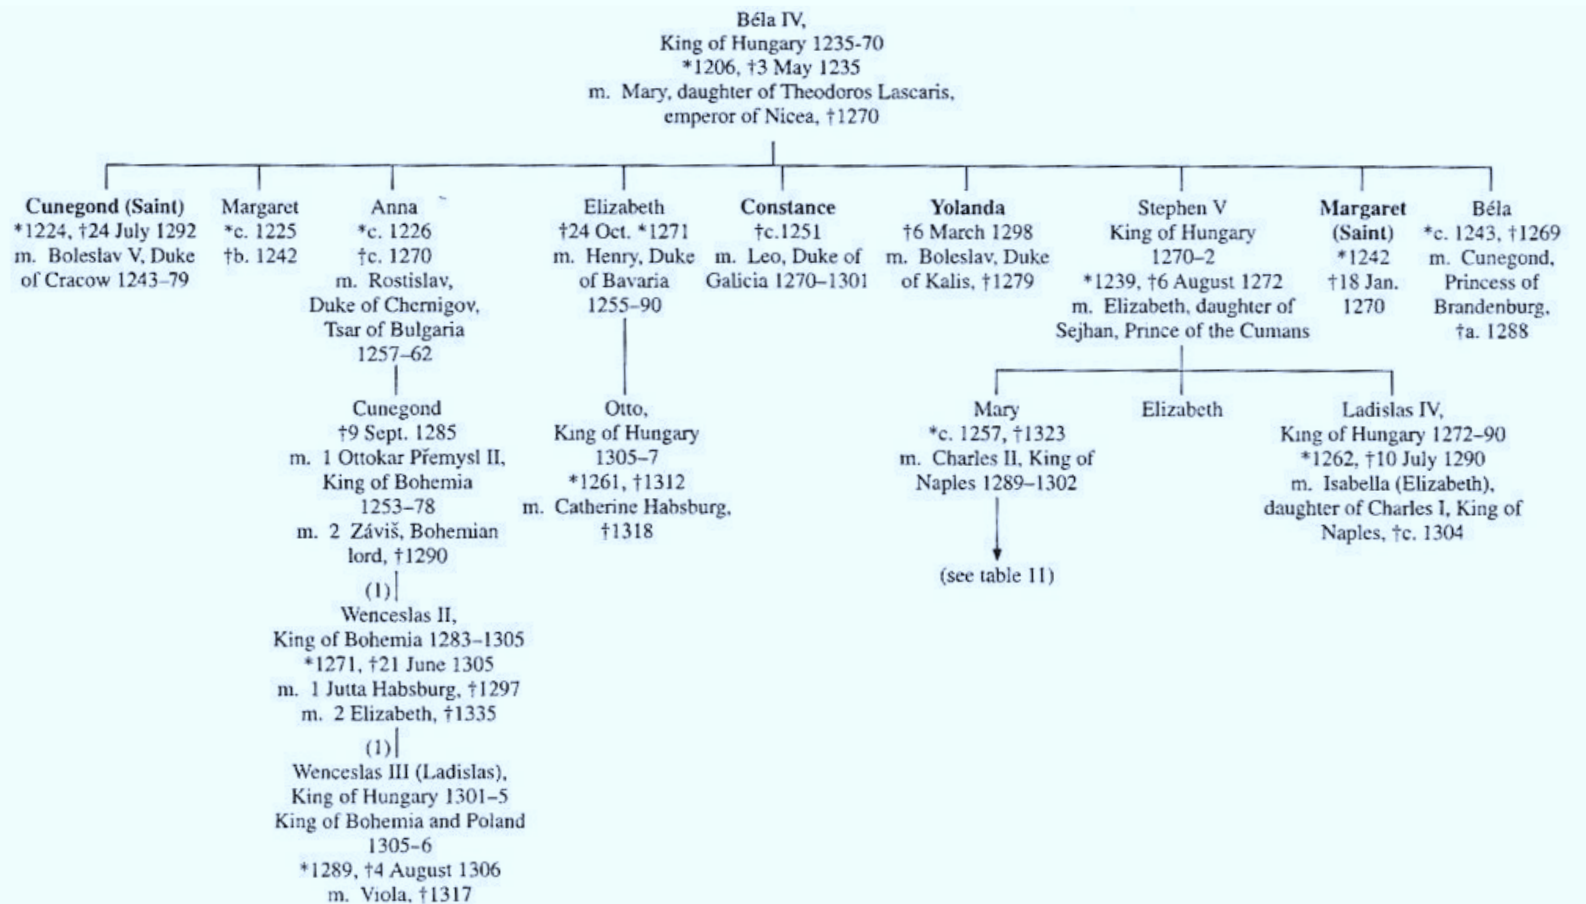 Béla IV,
King of Hungary 1235-70
*1206, †3 May 1235
m. Mary, daughter of Theodoros Lascaris,
emperor of Nicea, †1270
Cunegond (Saint)
*1224, †24 July 1292
m. Boleslav V, Duke
of Cracow 1243–79
Margaret
*c. 1225
†b. 1242
Anna
*c. 1226
†c. 1270
m. Rostislav,
Duke of Chernigov,
Tsar of Bulgaria
1257–62
Elizabeth
†24 Oct. *1271
m. Henry, Duke
of Bavaria
1255–90
Constance
†c.1251
m. Leo, Duke of
Galicia 1270–1301
Yolanda
†6 March 1298
m. Boleslav, Duke
of Kalis, †1279
Stephen V
King of Hungary
1270–2
*1239, †6 August 1272
m. Elizabeth, daughter of
Sejhan, Prince of the Cumans
Margaret
(Saint)
*1242
†18 Jan.
1270
Béla
*c. 1243, †1269
m. Cunegond,
Princess of
Brandenburg,
†a. 1288
Cunegond
†9 Sept. 1285
m. 1 Ottokar Přemysl II,
King of Bohemia
1253–78
m. 2 Záviš, Bohemian
lord, †1290
Otto,
King of Hungary
1305–7
*1261, †1312
m. Catherine Habsburg,
†1318
Mary
*c. 1257, †1323
m. Charles II, King of
Naples 1289–1302
(see table 11)
Elizabeth
Ladislas IV,
King of Hungary 1272–90
*1262, †10 July 1290
m. Isabella (Elizabeth),
daughter of Charles I, King of
Naples, †c. 1304
(1)
Wenceslas II,
King of Bohemia 1283–1305
*1271, †21 June 1305
m. 1 Jutta Habsburg, †1297
m. 2 Elizabeth, †1335
(1)
Wenceslas III (Ladislas),
King of Hungary 1301–5
King of Bohemia and Poland
1305–6
*1289, †4 August 1306
m. Viola, †1317